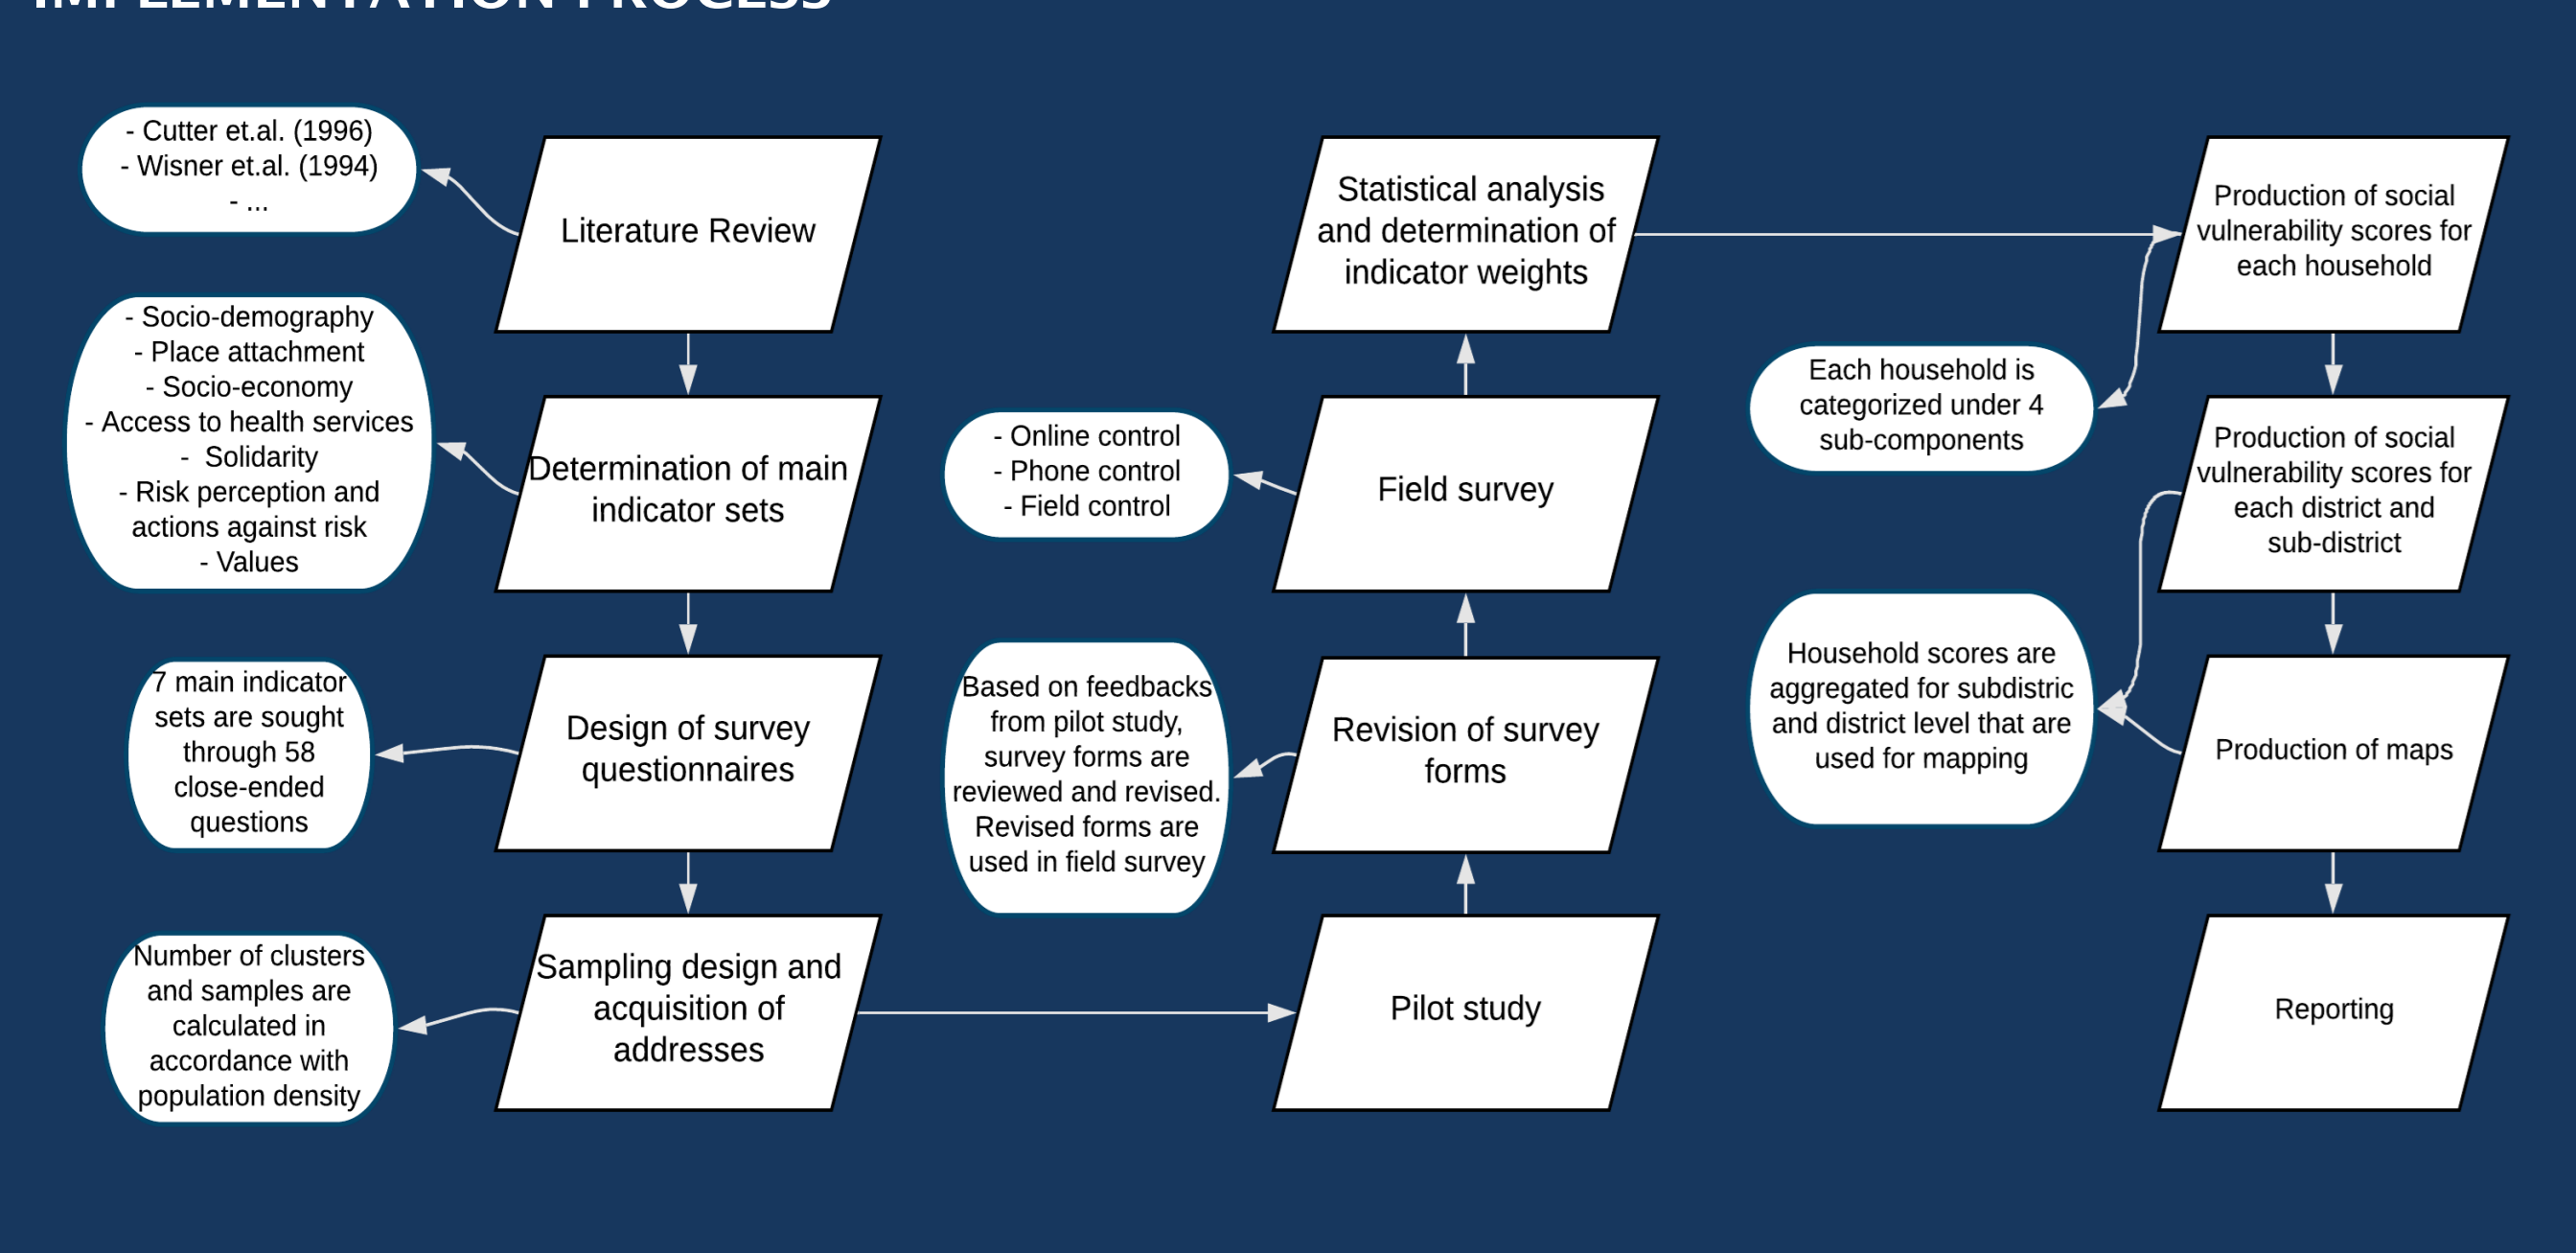 IMPLEMENTATION PROCESS
- Cutter et.al. (1996)
- Wisner et.al. (1994)
- ...
Literature Review
- Socio-demography
- Place attachment
- Socio-economy
- Access to health services
- Solidarity
- Risk perception and
actions against risk
- Values
Determination of main
indicator sets
7 main indicator
sets are sought
through 58
close-ended
questions
Design of survey
questionnaires
Number of clusters
and samples are
calculated in
accordance with
population density
Sampling design and
acquisition of
addresses
Statistical analysis
and determination of
indicator weights
- Online control
- Phone control
- Field control
Field survey
Based on feedbacks
from pilot study,
survey forms are
reviewed and revised.
Revised forms are
used in field survey
Revision of survey
forms
Pilot study
Production of social
vulnerability scores for
each household
Each household is
categorized under 4
sub-components
Production of social
vulnerability scores for
each district and
sub-district
Household scores are
aggregated for subdistric
and district level that are
used for mapping
Production of maps
Reporting